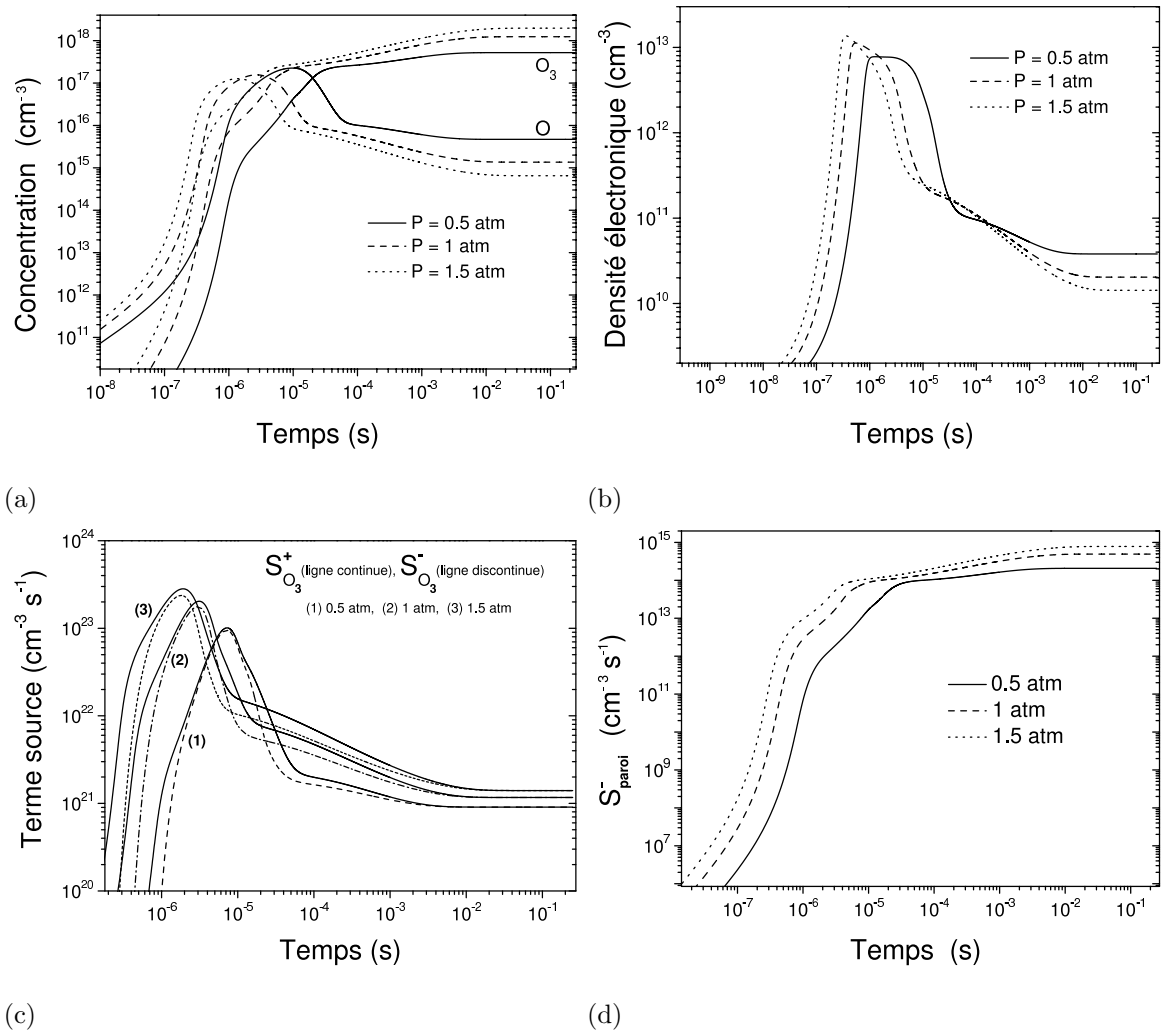 10^18
10^17
10^16
10^15
10^14
10^13
10^12
10^11
Concentration (cm^-3)
O_3
O
P = 0.5 atm
P = 1 atm
P = 1.5 atm
10^-8 10^-7 10^-6 10^-5 10^-4 10^-3 10^-2 10^-1
Temps (s)
(a)
10^13
10^12
10^11
10^10
Densité électronique (cm^-3)
P = 0.5 atm
P = 1 atm
P = 1.5 atm
10^-9 10^-8 10^-7 10^-6 10^-5 10^-4 10^-3 10^-2 10^-1
Temps (s)
(b)
10^24
10^23
10^22
10^21
10^20
Terme source (cm^-3 s^-1)
S^+_O_3 (ligne continue), S^-_O_3 (ligne discontinue)
(1) 0.5 atm, (2) 1 atm, (3) 1.5 atm
(3)
(2)
(1)
10^-6 10^-5 10^-4 10^-3 10^-2 10^-1
Temps (s)
(c)
10^15
10^13
10^11
10^9
10^7
S^-_paroi (cm^-3 s^-1)
0.5 atm
1 atm
1.5 atm
10^-7 10^-6 10^-5 10^-4 10^-3 10^-2 10^-1
Temps (s)
(d)